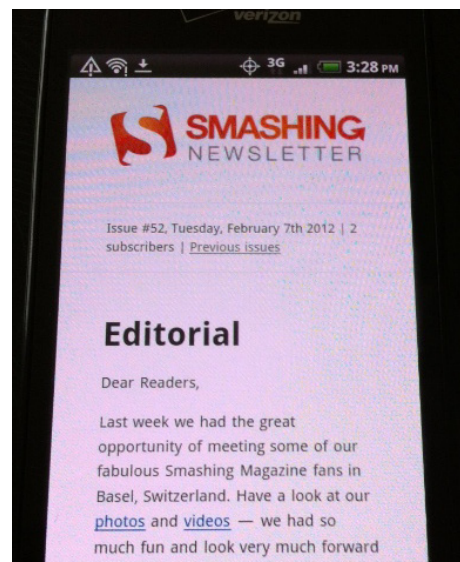 verizon
3G 3:28 PM
SMASHING
NEWSLETTER
Issue #52, Tuesday, February 7th 2012 | 2
subscribers | Previous issues
Editorial
Dear Readers,
Last week we had the great
opportunity of meeting some of our
fabulous Smashing Magazine fans in
Basel, Switzerland. Have a look at our
photos and videos — we had so
much fun and look very much forward